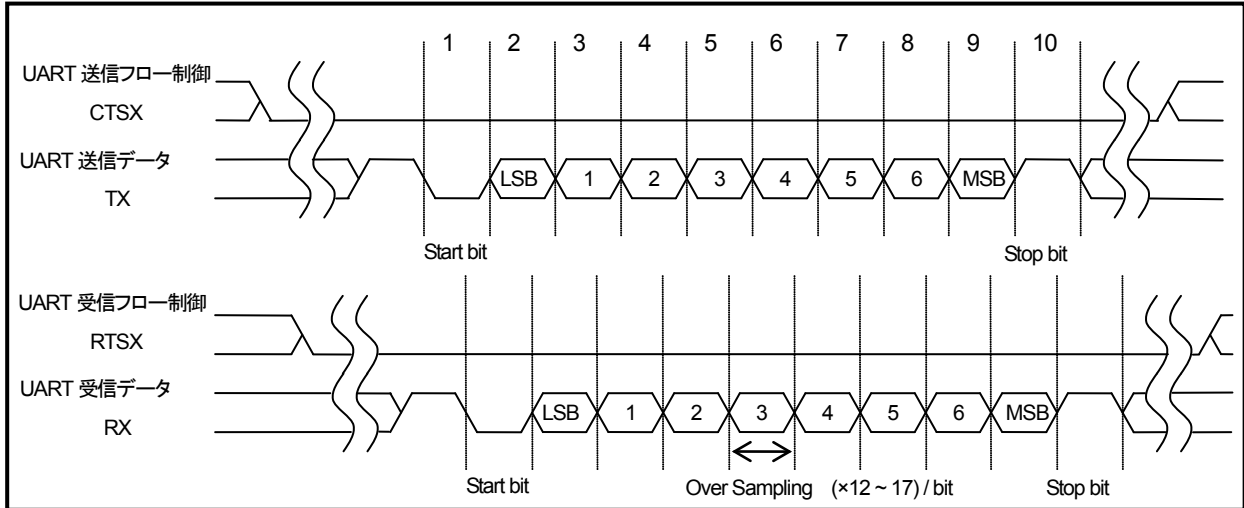 1 2 3 4 5 6 7 8 9 10
UART 送信フロー制御
CTSX
UART 送信データ
TX
LSB 1 2 3 4 5 6 MSB
Start bit Stop bit
UART 受信フロー制御
RTSX
UART 受信データ
RX
LSB 1 2 3 4 5 6 MSB
Start bit Over Sampling (×12 ~ 17) / bit Stop bit